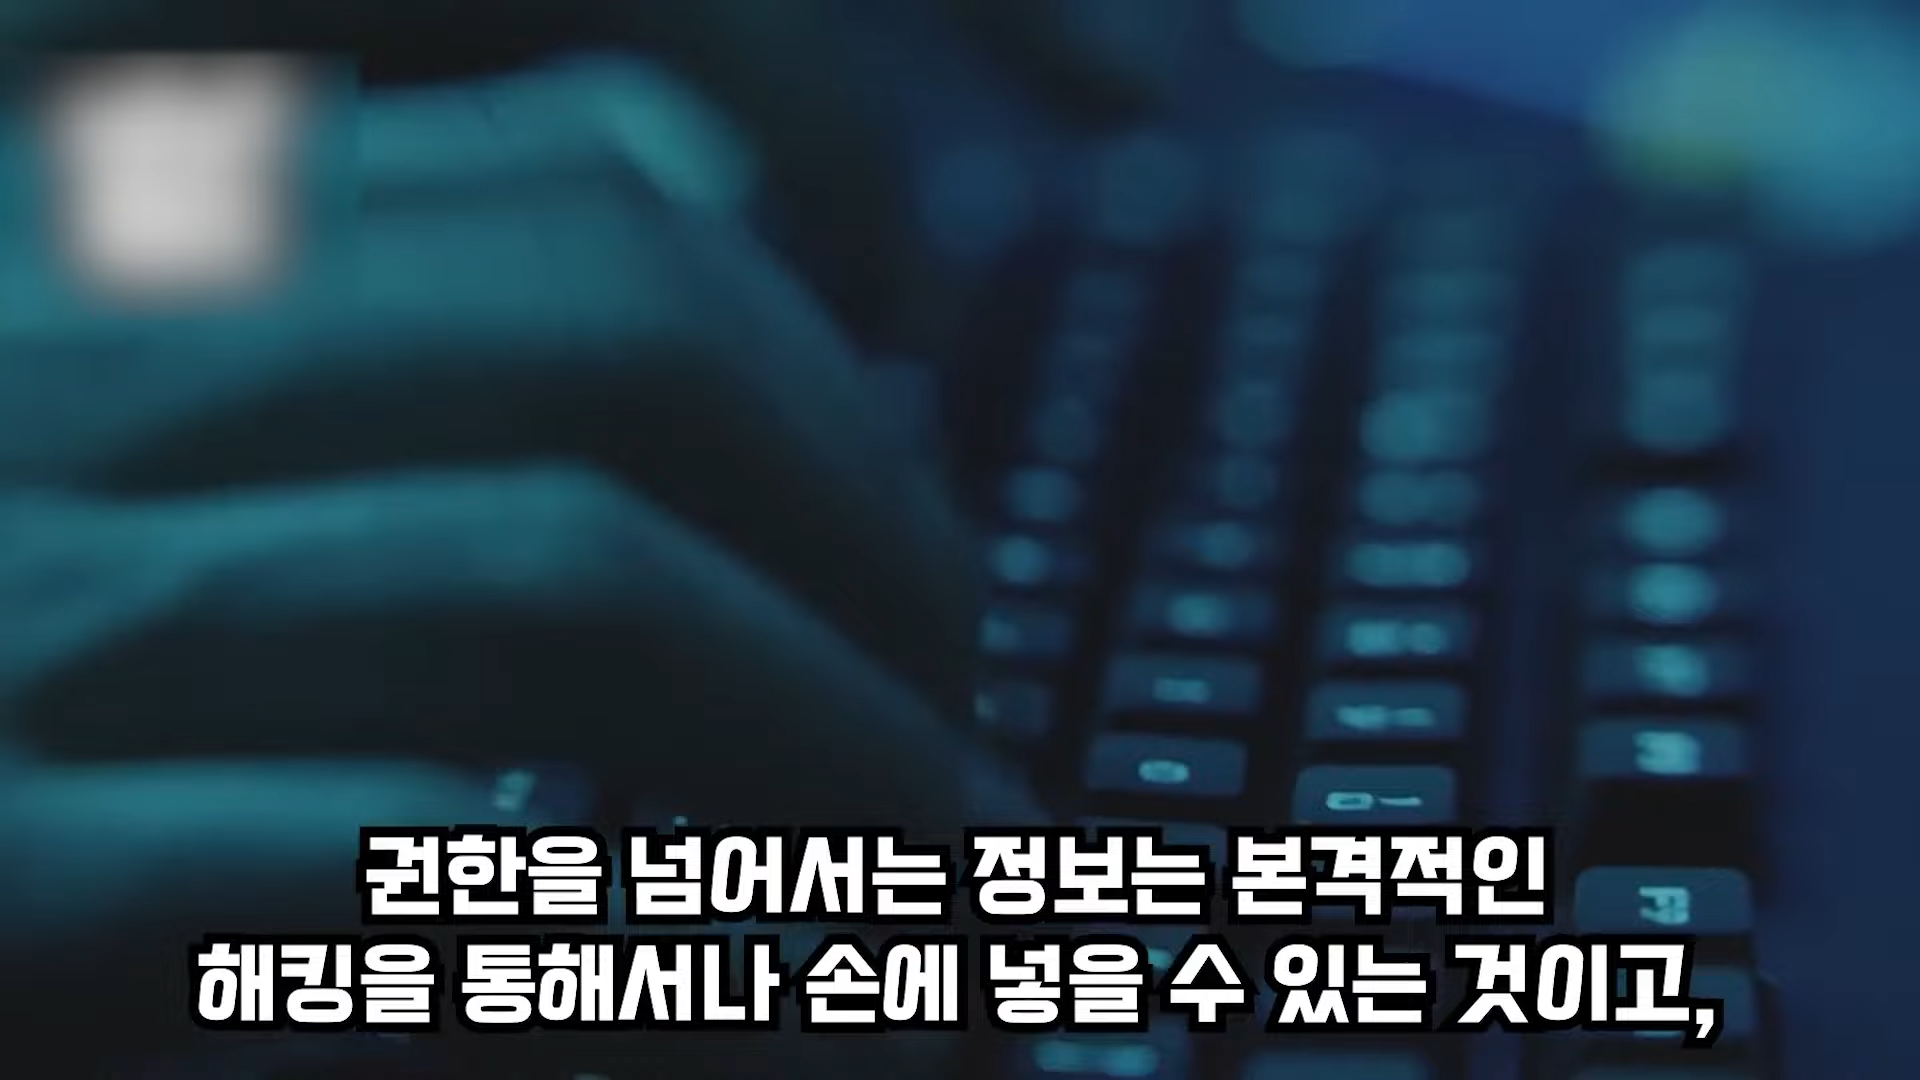 권한을 넘어서는 정보는 본격적인
해킹을 통해서나 손에 넣을 수 있는 것이고,
F9